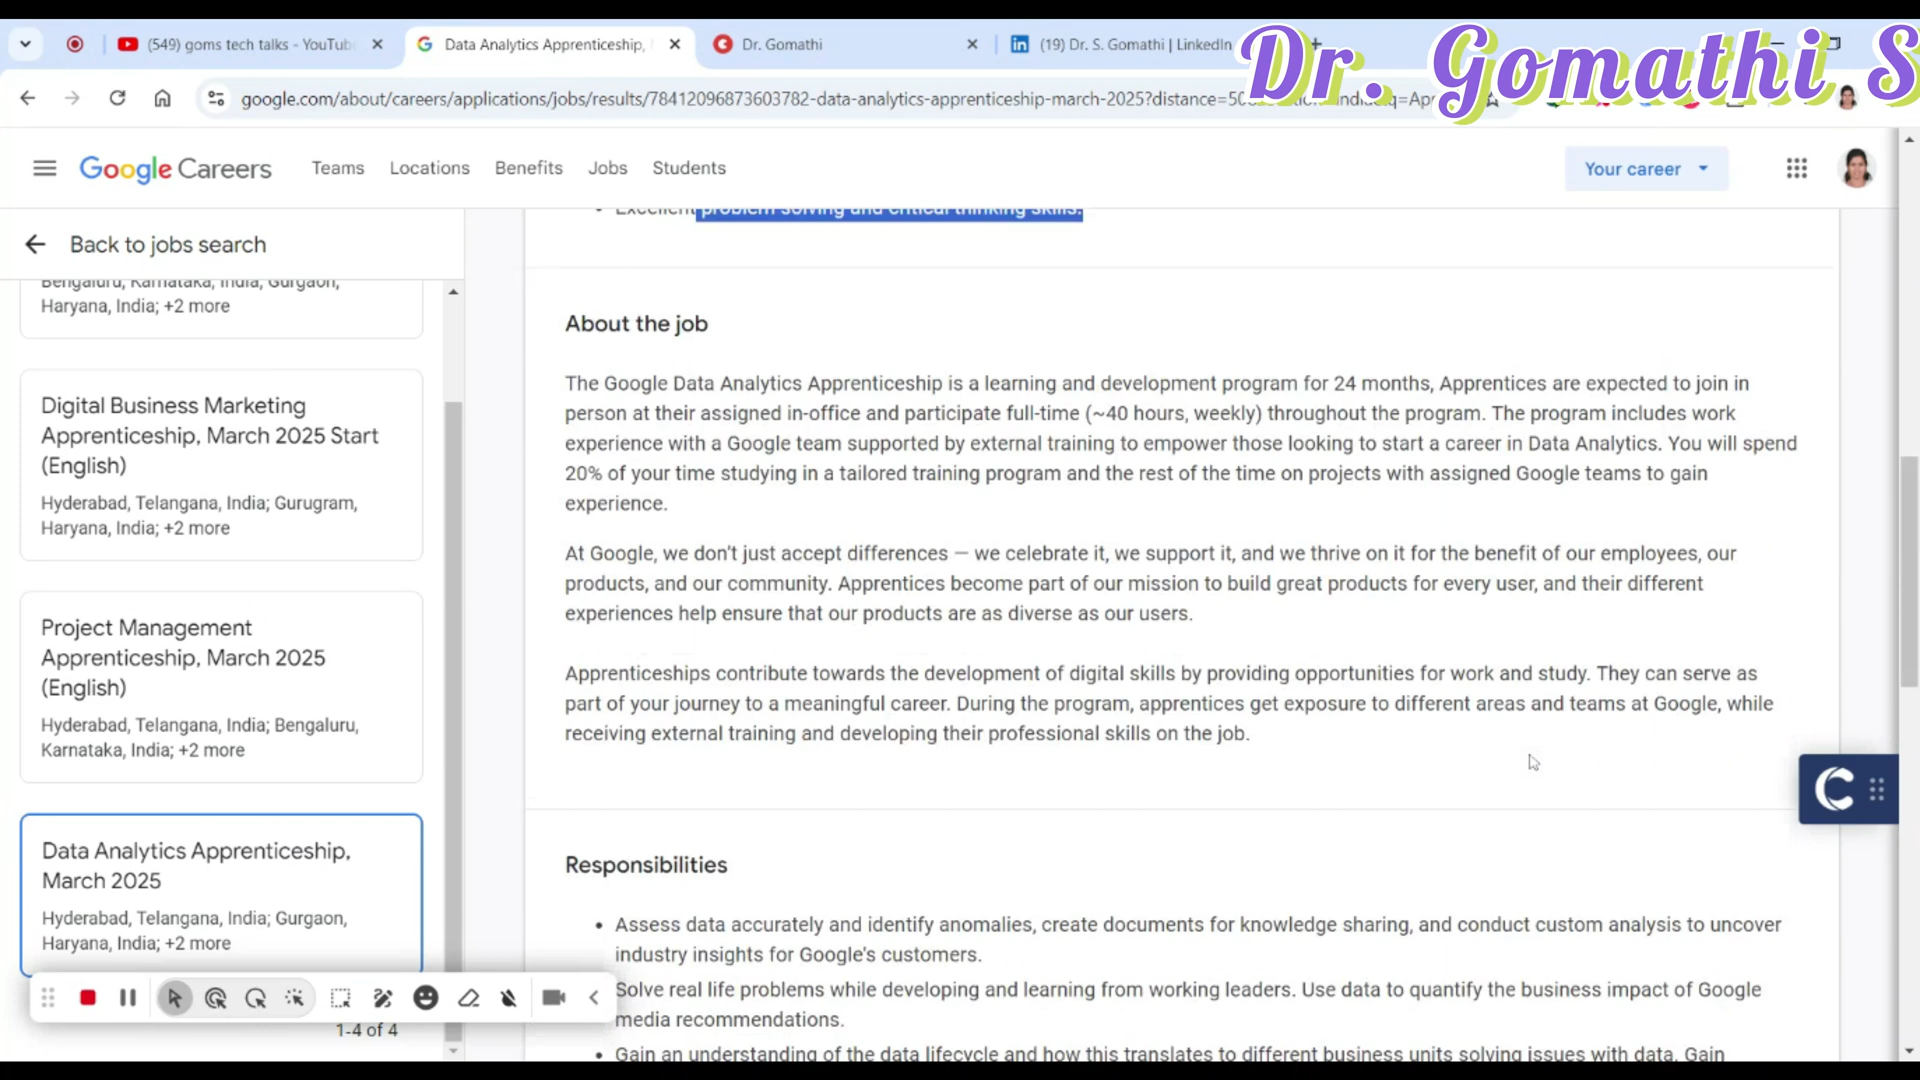 (549) goms tech talks - YouTub
Data Analytics Apprenticeship,
Dr. Gomathi
(19) Dr. S. Gomathi | LinkedIn
Dr. Gomathi S
google.com/about/careers/applications/jobs/results/78412096873603782-data-analytics-apprenticeship-march-2025?distance=50
Google Careers
Teams
Locations
Benefits
Jobs
Students
Your career
Back to jobs search
Bengaluru, Karnataka, India; Gurgaon,
Haryana, India; +2 more
Digital Business Marketing
Apprenticeship, March 2025 Start
(English)
Hyderabad, Telangana, India; Gurugram,
Haryana, India; +2 more
Project Management
Apprenticeship, March 2025
(English)
Hyderabad, Telangana, India; Bengaluru,
Karnataka, India; +2 more
Data Analytics Apprenticeship,
March 2025
Hyderabad, Telangana, India; Gurgaon,
Haryana, India; +2 more
1-4 of 4
• Excellent problem solving and critical thinking skills.
About the job
The Google Data Analytics Apprenticeship is a learning and development program for 24 months, Apprentices are expected to join in
person at their assigned in-office and participate full-time (~40 hours, weekly) throughout the program. The program includes work
experience with a Google team supported by external training to empower those looking to start a career in Data Analytics. You will spend
20% of your time studying in a tailored training program and the rest of the time on projects with assigned Google teams to gain
experience.
At Google, we don't just accept differences — we celebrate it, we support it, and we thrive on it for the benefit of our employees, our
products, and our community. Apprentices become part of our mission to build great products for every user, and their different
experiences help ensure that our products are as diverse as our users.
Apprenticeships contribute towards the development of digital skills by providing opportunities for work and study. They can serve as
part of your journey to a meaningful career. During the program, apprentices get exposure to different areas and teams at Google, while
receiving external training and developing their professional skills on the job.
Responsibilities
• Assess data accurately and identify anomalies, create documents for knowledge sharing, and conduct custom analysis to uncover
industry insights for Google's customers.
Solve real life problems while developing and learning from working leaders. Use data to quantify the business impact of Google
media recommendations.
• Gain an understanding of the data lifecycle and how this translates to different business units solving issues with data. Gain